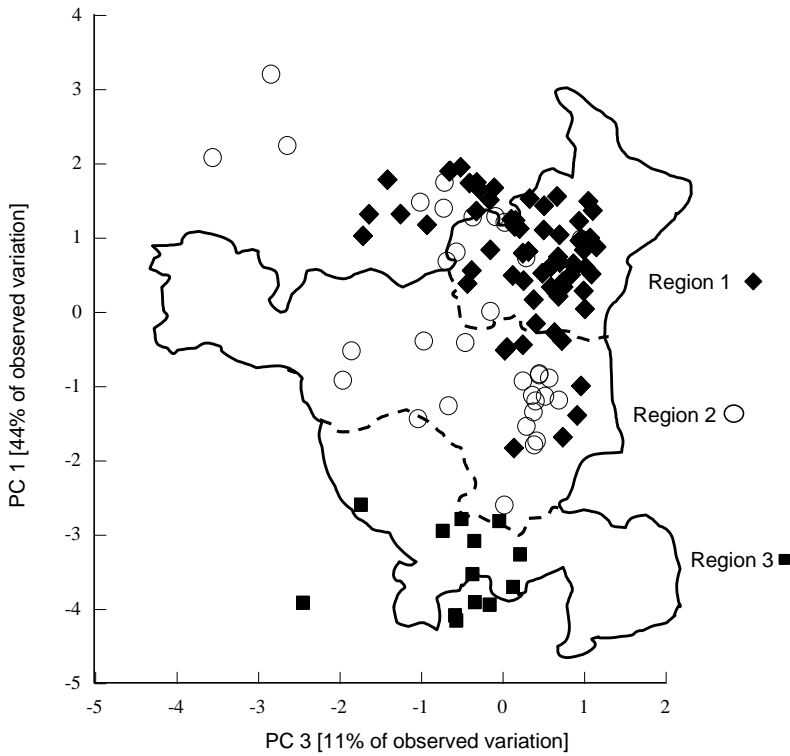 4
3
2
1
0
-1
-2
-3
-4
-5
PC 1 [44% of observed variation]
Region 1
Region 2
Region 3
-5 -4 -3 -2 -1 0 1 2
PC 3 [11% of observed variation]